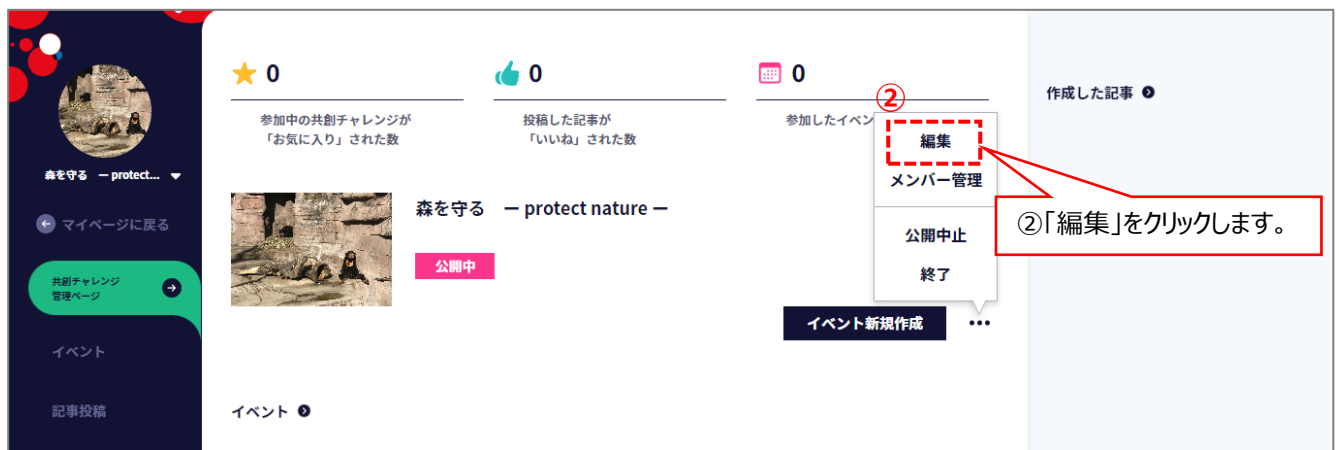 森を守る ー protect...
マイページに戻る
共創チャレンジ
管理ページ
イベント
記事投稿
0
参加中の共創チャレンジが
「お気に入り」された数
0
投稿した記事が
「いいね」された数
0
参加したイベン
森を守る ー protect nature ー
公開中
②
編集
メンバー管理
公開中止
終了
②「編集」をクリックします。
イベント新規作成
イベント
作成した記事